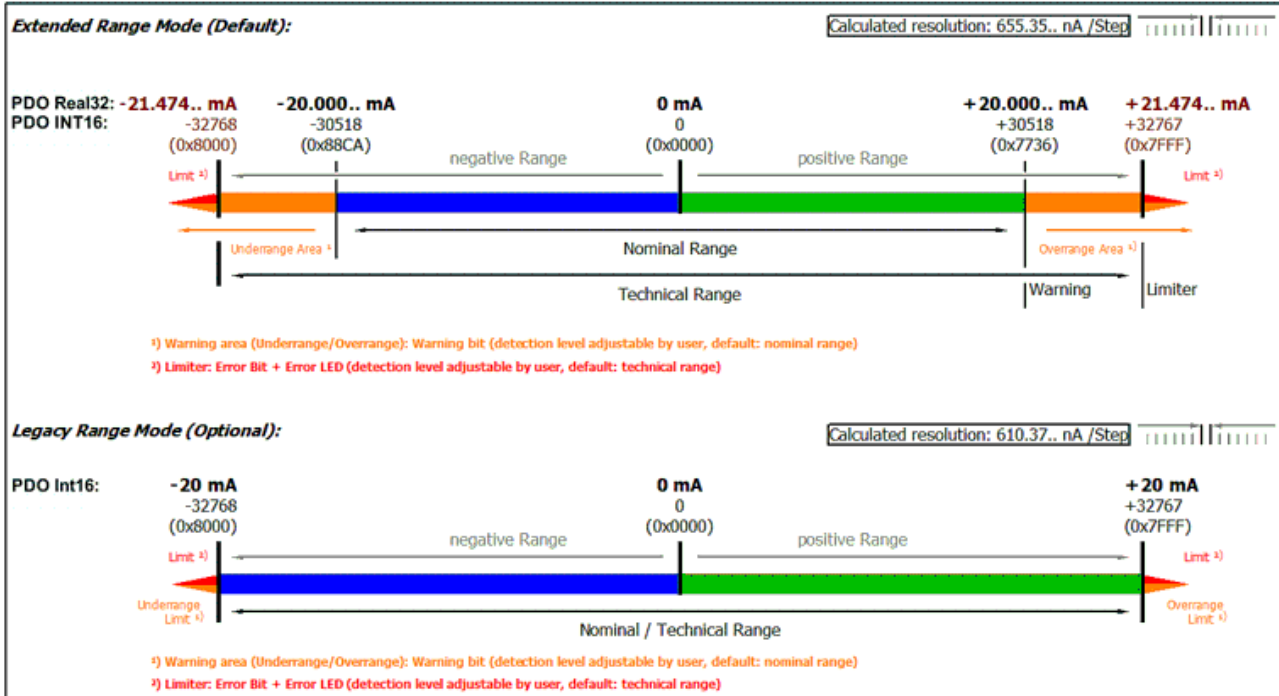 Extended Range Mode (Default):
Calculated resolution: 655.35.. nA /Step
PDO Real32: -21.474.. mA -20.000.. mA 0 mA +20.000.. mA +21.474.. mA
PDO INT16: -32768 -30518 0 +30518 +32767
(0x8000) (0x88CA) (0x0000) (0x7736) (0x7FFF)
negative Range positive Range
Limit ²) Limit ²)
Underrange Area ¹ Nominal Range Overrange Area ¹)
Technical Range Warning Limiter
¹) Warning area (Underrange/Overrange): Warning bit (detection level adjustable by user, default: nominal range)
²) Limiter: Error Bit + Error LED (detection level adjustable by user, default: technical range)
Legacy Range Mode (Optional):
Calculated resolution: 610.37.. nA /Step
PDO Int16: -20 mA 0 mA +20 mA
-32768 0 +32767
(0x8000) (0x0000) (0x7FFF)
negative Range positive Range
Limit ²) Limit ²)
Underrange Overrange
Limit ¹) Limit ¹)
Nominal / Technical Range
¹) Warning area (Underrange/Overrange): Warning bit (detection level adjustable by user, default: nominal range)
²) Limiter: Error Bit + Error LED (detection level adjustable by user, default: technical range)